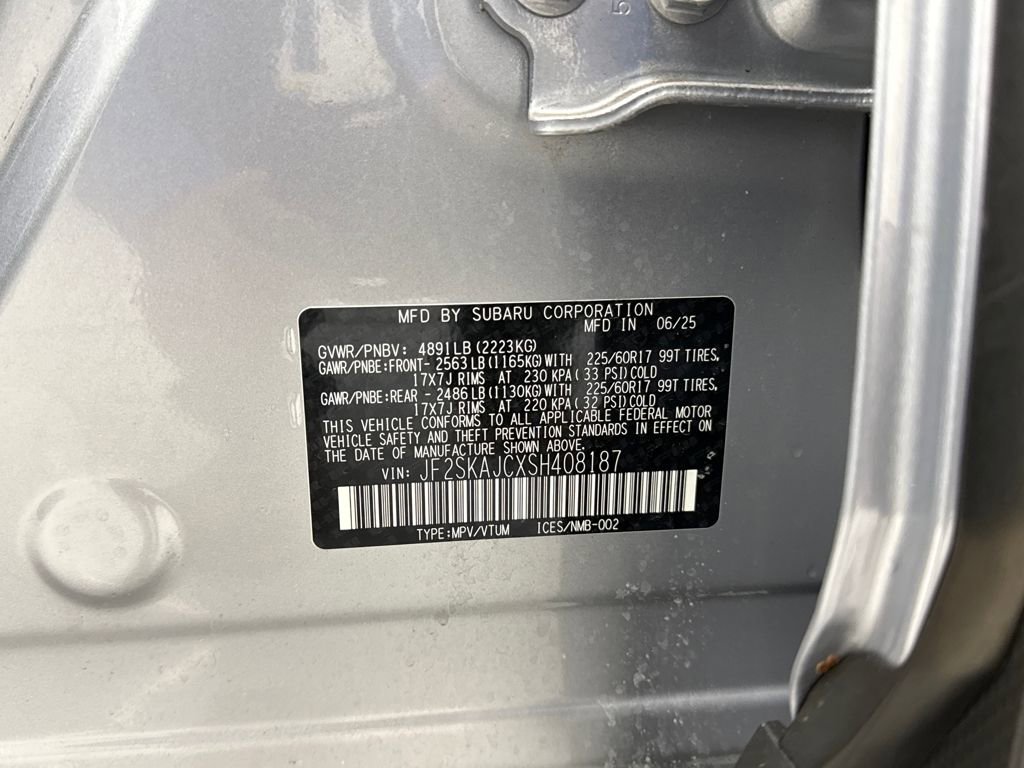 5
MFD BY SUBARU CORPORATION
MFD IN 06/25
GVWR/PNBV: 4891LB(2223KG)
GAWR/PNBE:FRONT- 2563LB(1165KG)WITH 225/60R17 99T TIRES,
17X7J RIMS AT 230 KPA(33 PSI)COLD
GAWR/PNBE:REAR - 2486LB(1130KG)WITH 225/60R17 99T TIRES,
17X7J RIMS AT 220 KPA(32 PSI)COLD
THIS VEHICLE CONFORMS TO ALL APPLICABLE FEDERAL MOTOR
VEHICLE SAFETY AND THEFT PREVENTION STANDARDS IN EFFECT ON
THE DATE OF MANUFACTURE SHOWN ABOVE.
VIN: JF2SKAJCXSH408187
TYPE:MPV/VTUM ICES/NMB-002